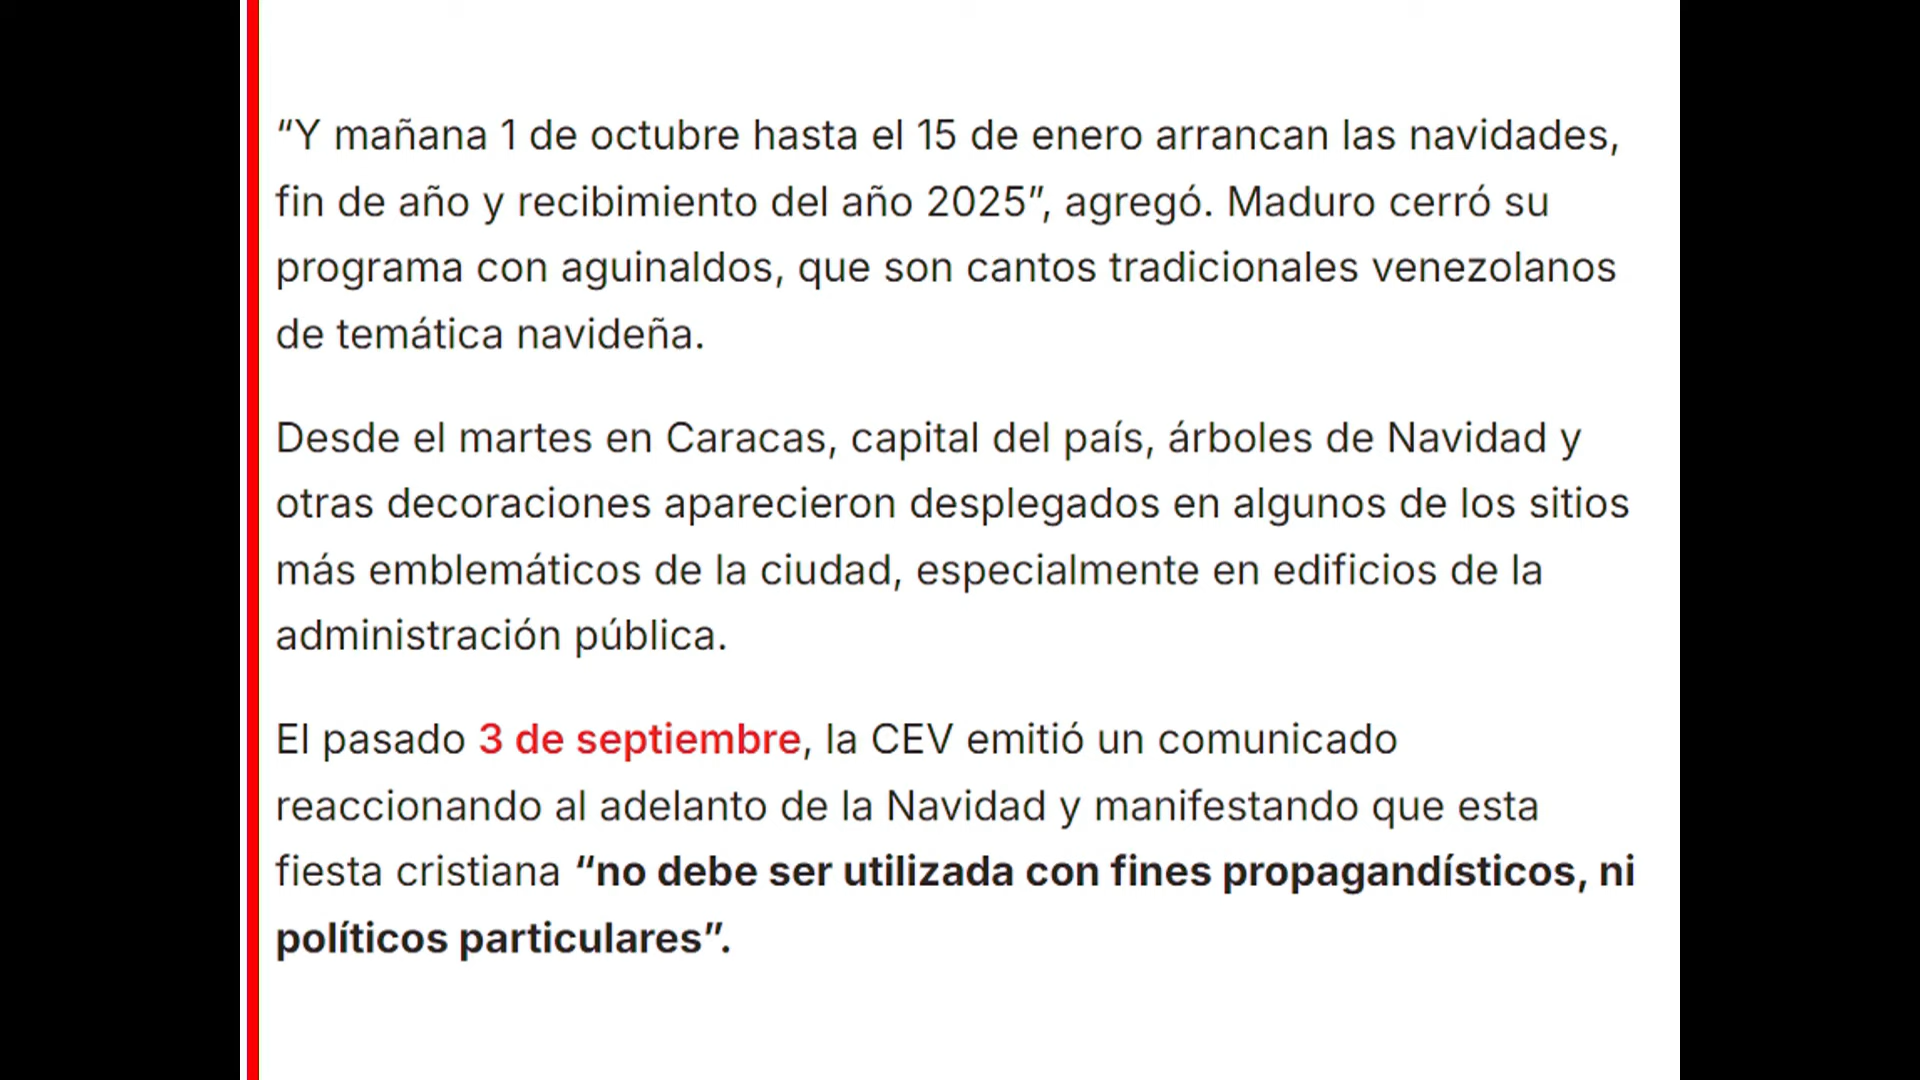 “Y mañana 1 de octubre hasta el 15 de enero arrancan las navidades,
fin de año y recibimiento del año 2025”, agregó. Maduro cerró su
programa con aguinaldos, que son cantos tradicionales venezolanos
de temática navideña.
Desde el martes en Caracas, capital del país, árboles de Navidad y
otras decoraciones aparecieron desplegados en algunos de los sitios
más emblemáticos de la ciudad, especialmente en edificios de la
administración pública.
El pasado 3 de septiembre, la CEV emitió un comunicado
reaccionando al adelanto de la Navidad y manifestando que esta
fiesta cristiana “no debe ser utilizada con fines propagandísticos, ni
políticos particulares”.